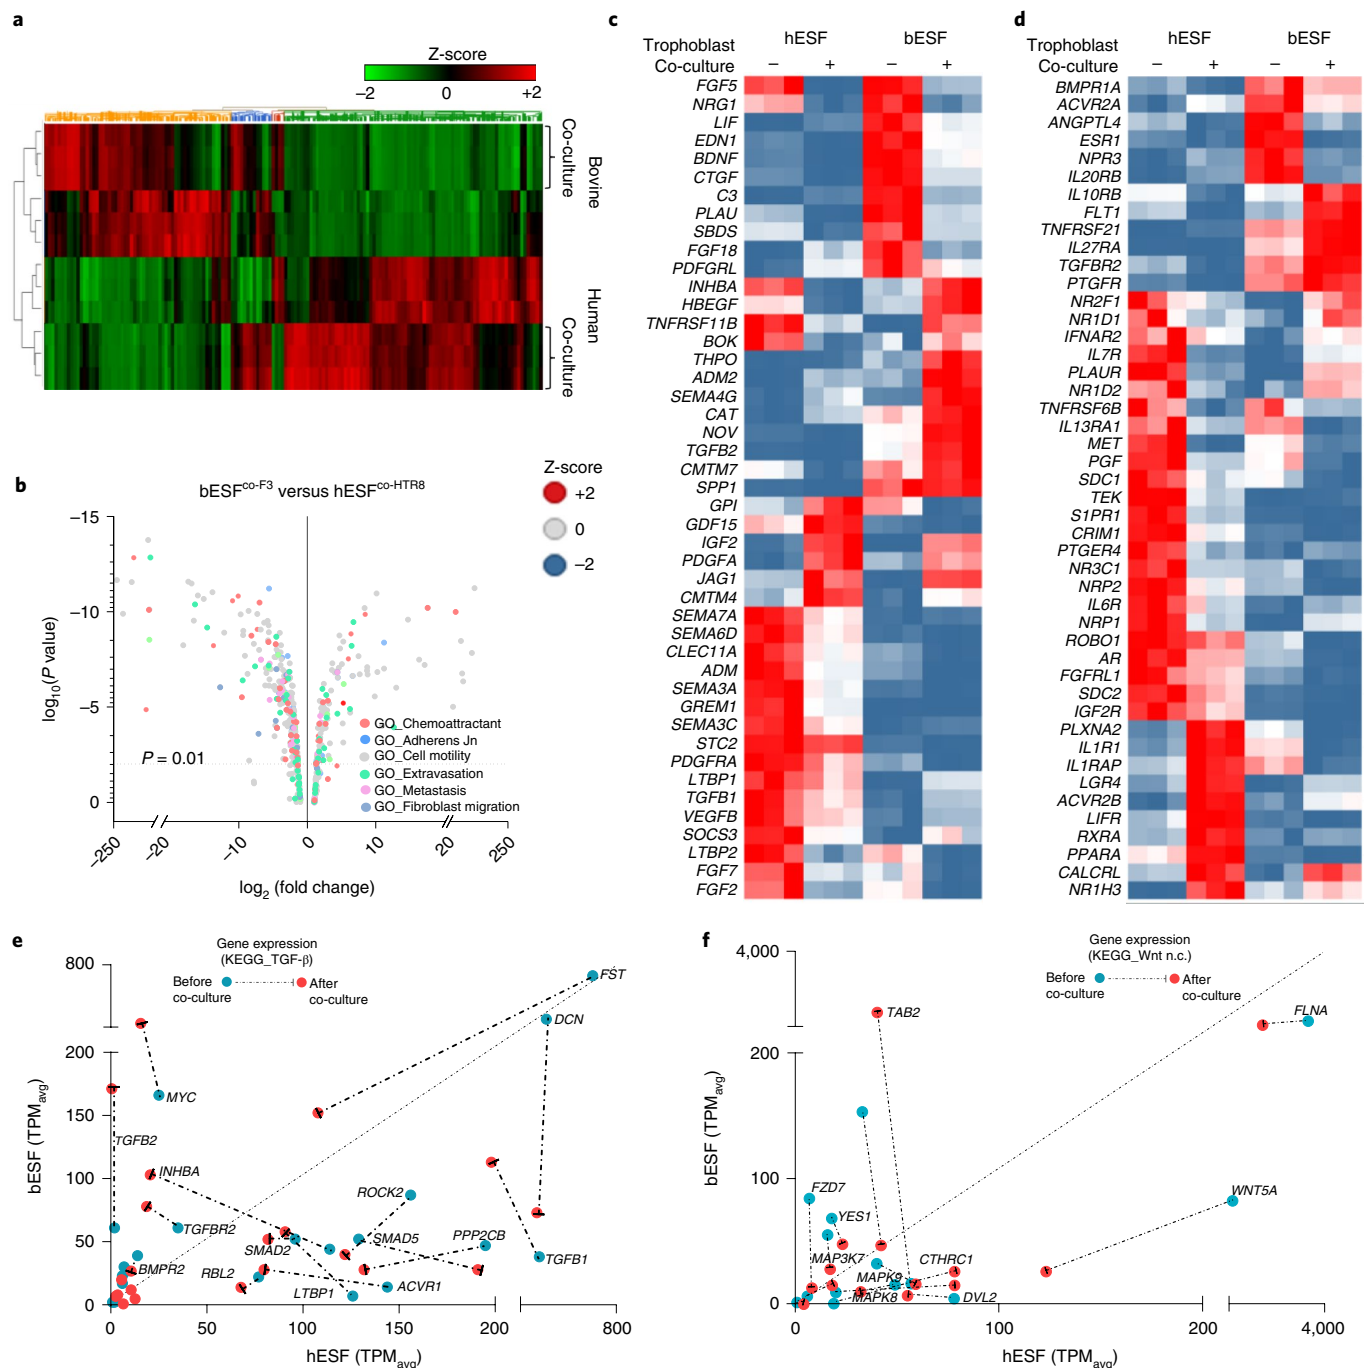 a
Z-score
−2
0
+2
Co-culture
Bovine
Human
Co-culture
b
bESFco-F3 versus hESFco-HTR8
Z-score
+2
0
−2
−15
−10
−5
0
log10(P value)
P = 0.01
GO_Chemoattractant
GO_Adherens Jn
GO_Cell motility
GO_Extravasation
GO_Metastasis
GO_Fibroblast migration
−250
−20
−10
0
10
20
250
log2 (fold change)
c
hESF
bESF
Trophoblast
Co-culture
−
+
−
+
FGF5
NRG1
LIF
EDN1
BDNF
CTGF
C3
PLAU
SBDS
FGF18
PDFGRL
INHBA
HBEGF
TNFRSF11B
BOK
THPO
ADM2
SEMA4G
CAT
NOV
TGFB2
CMTM7
SPP1
GPI
GDF15
IGF2
PDGFA
JAG1
CMTM4
SEMA7A
SEMA6D
CLEC11A
ADM
SEMA3A
GREM1
SEMA3C
STC2
PDGFRA
LTBP1
TGFB1
VEGFB
SOCS3
LTBP2
FGF7
FGF2
d
hESF
bESF
Trophoblast
Co-culture
−
+
−
+
BMPR1A
ACVR2A
ANGPTL4
ESR1
NPR3
IL20RB
IL10RB
FLT1
TNFRSF21
IL27RA
TGFBR2
PTGFR
NR2F1
NR1D1
IFNAR2
IL7R
PLAUR
NR1D2
TNFRSF6B
IL13RA1
MET
PGF
SDC1
TEK
S1PR1
CRIM1
PTGER4
NR3C1
NRP2
IL6R
NRP1
ROBO1
AR
FGFRL1
SDC2
IGF2R
PLXNA2
IL1R1
IL1RAP
LGR4
ACVR2B
LIFR
RXRA
PPARA
CALCRL
NR1H3
e
Gene expression
(KEGG_TGF-β)
Before
co-culture
After
co-culture
800
200
150
100
50
0
bESF (TPMavg)
FST
DCN
MYC
TGFB2
INHBA
TGFBR2
ROCK2
SMAD2
SMAD5
PPP2CB
TGFB1
BMPR2
RBL2
LTBP1
ACVR1
0
50
100
150
200
800
hESF (TPMavg)
f
Gene expression
(KEGG_Wnt n.c.)
Before
co-culture
After
co-culture
4,000
200
100
0
bESF (TPMavg)
TAB2
FLNA
FZD7
YES1
WNT5A
MAP3K7
CTHRC1
MAPK9
MAPK8
DVL2
0
100
200
4,000
hESF (TPMavg)